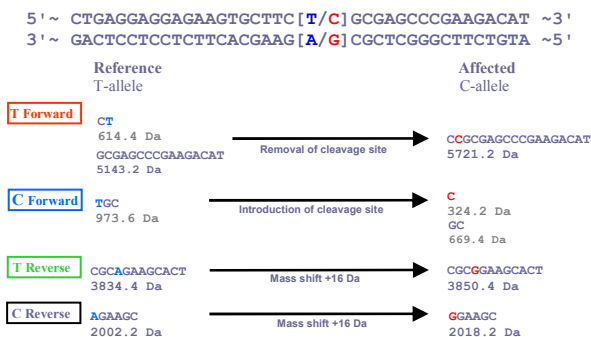 5'~ CTGAGGAGGAGAAGTGCTTC[T/C]GCGAGCCCGAAGACAT ~3'
3'~ GACTCCTCCTCTTCACGAAG[A/G]CGCTCGGGCTTCTGTA ~5'
Reference
T-allele
Affected
C-allele
T Forward
CT
614.4 Da
GCGAGCCCGAAGACAT
5143.2 Da
Removal of cleavage site
CCGCGAGCCCGAAGACAT
5721.2 Da
C Forward
TGC
973.6 Da
Introduction of cleavage site
C
324.2 Da
GC
669.4 Da
T Reverse
CGCAGAAGCACT
3834.4 Da
Mass shift +16 Da
CGCGGAAGCACT
3850.4 Da
C Reverse
AGAAGC
2002.2 Da
Mass shift +16 Da
GGAAGC
2018.2 Da